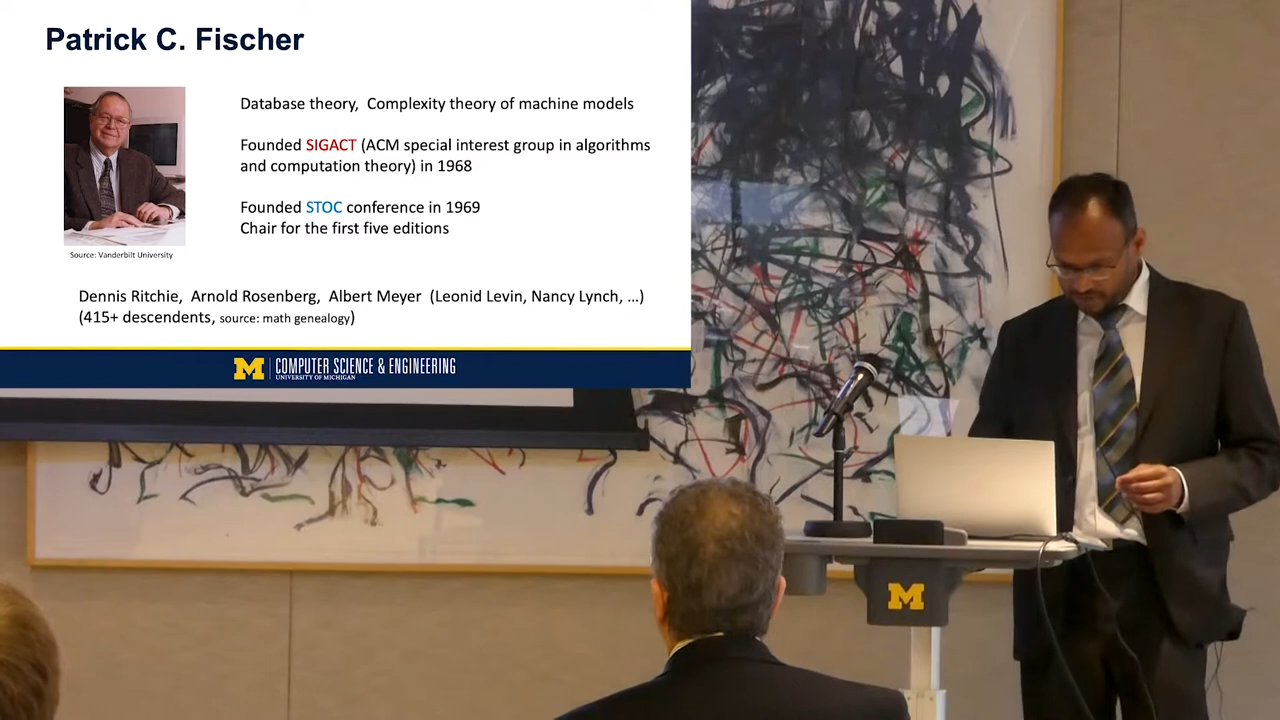 Patrick C. Fischer
Database theory, Complexity theory of machine models
Founded SIGACT (ACM special interest group in algorithms
and computation theory) in 1968
Founded STOC conference in 1969
Chair for the first five editions
Source: Vanderbilt University
Dennis Ritchie, Arnold Rosenberg, Albert Meyer (Leonid Levin, Nancy Lynch, …)
(415+ descendents, source: math genealogy)
M COMPUTER SCIENCE & ENGINEERING
UNIVERSITY OF MICHIGAN
M